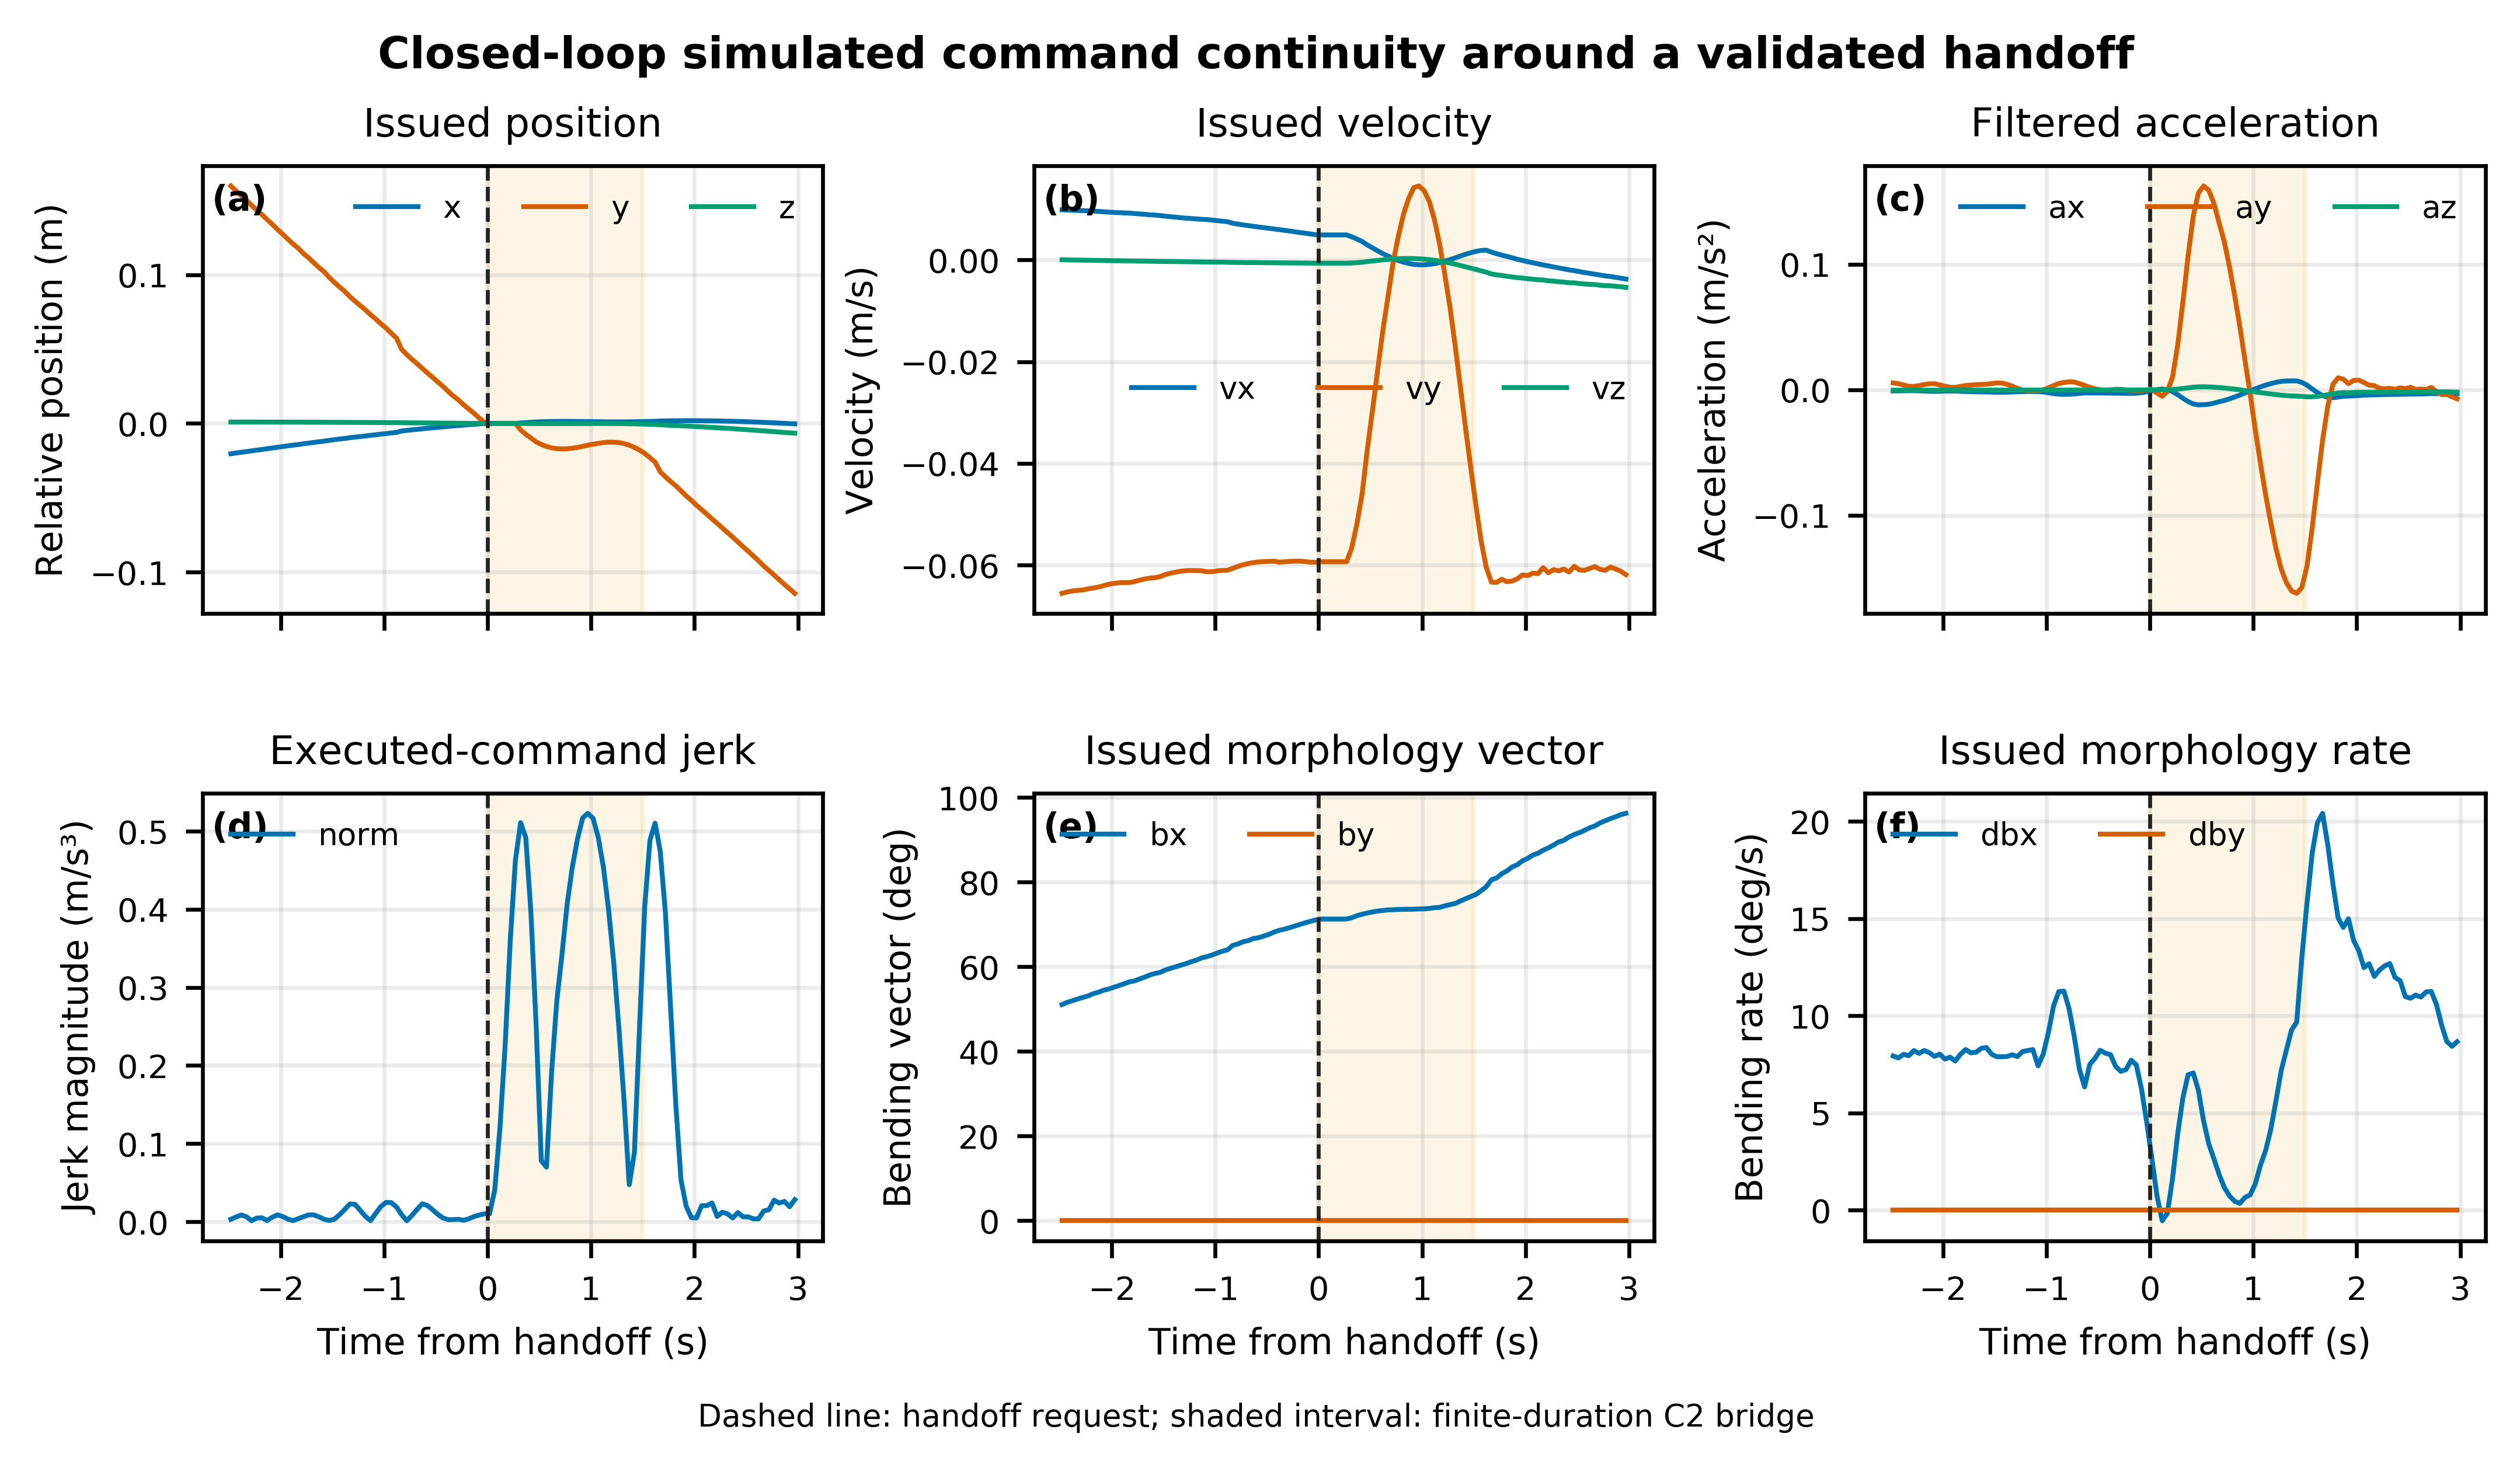 Closed-loop simulated command continuity around a validated handoff
Issued position
Issued velocity
Filtered acceleration
(a)
x
y
z
Relative position (m)
0.1
0.0
−0.1
(b)
vx
vy
vz
Velocity (m/s)
0.00
−0.02
−0.04
−0.06
(c)
ax
ay
az
Acceleration (m/s²)
0.1
0.0
−0.1
Executed-command jerk
Issued morphology vector
Issued morphology rate
(d)
norm
Jerk magnitude (m/s³)
0.5
0.4
0.3
0.2
0.1
0.0
−2 −1 0 1 2 3
Time from handoff (s)
(e)
bx
by
Bending vector (deg)
100
80
60
40
20
0
−2 −1 0 1 2 3
Time from handoff (s)
(f)
dbx
dby
Bending rate (deg/s)
20
15
10
5
0
−2 −1 0 1 2 3
Time from handoff (s)
Dashed line: handoff request; shaded interval: finite-duration C2 bridge